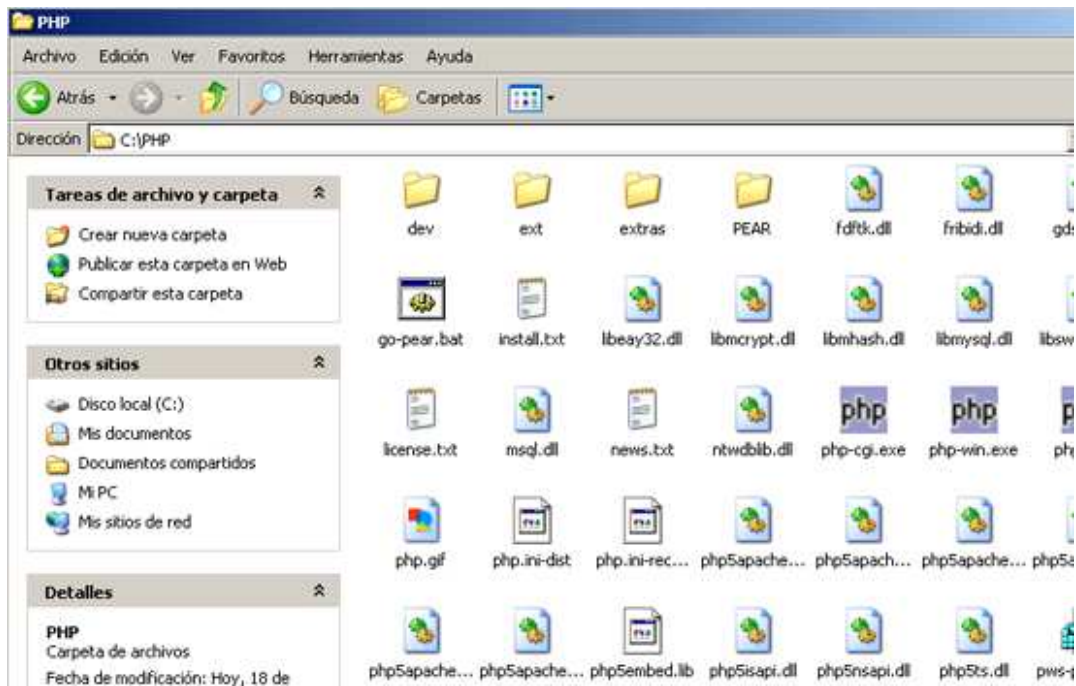 PHP
Archivo Edición Ver Favoritos Herramientas Ayuda
Atrás Búsqueda Carpetas
Dirección C:\PHP
Tareas de archivo y carpeta
Crear nueva carpeta
Publicar esta carpeta en Web
Compartir esta carpeta
Otros sitios
Disco local (C:)
Mis documentos
Documentos compartidos
Mi PC
Mis sitios de red
Detalles
PHP
Carpeta de archivos
Fecha de modificación: Hoy, 18 de
dev ext extras PEAR fdftk.dll fribidi.dll gds
go-pear.bat install.txt libeay32.dll libmcrypt.dll libmhash.dll libmysql.dll libsw
php php p
license.txt msql.dll news.txt ntwdblib.dll php-cgi.exe php-win.exe php
php.gif php.ini-dist php.ini-rec... php5apache... php5apach... php5apache... php5a
php5apache... php5apache... php5embed.lib php5isapi.dll php5nsapi.dll php5ts.dll pws-p